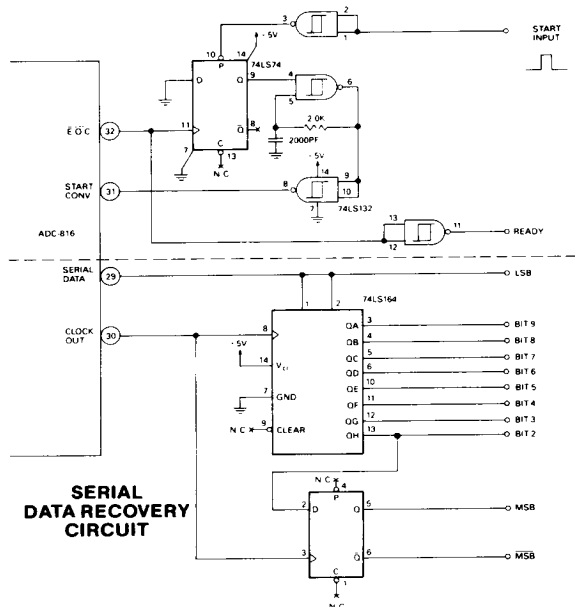 3
2
1
START
INPUT
- 5V
10
14
P
74LS74
D
Q
9
4
5
6
11
Q̅
8
2.0K
2000PF
C
7
13
N C
E̅ O̅ C̅
32
- 5V
14
START
CONV
31
8
9
10
7
74LS132
13
12
11
READY
ADC-816
SERIAL
DATA
29
LSB
1
2
74LS164
CLOCK
OUT
30
8
QA
3
BIT 9
QB
4
BIT 8
- 5V
14
QC
5
BIT 7
QD
6
BIT 6
QE
10
BIT 5
7
GND
QF
11
BIT 4
QG
12
BIT 3
N C
9
CLEAR
QH
13
BIT 2
SERIAL
DATA RECOVERY
CIRCUIT
N C
4
P
2
D
Q
5
MSB
3
Q̅
6
M̅S̅B̅
C
1
N C